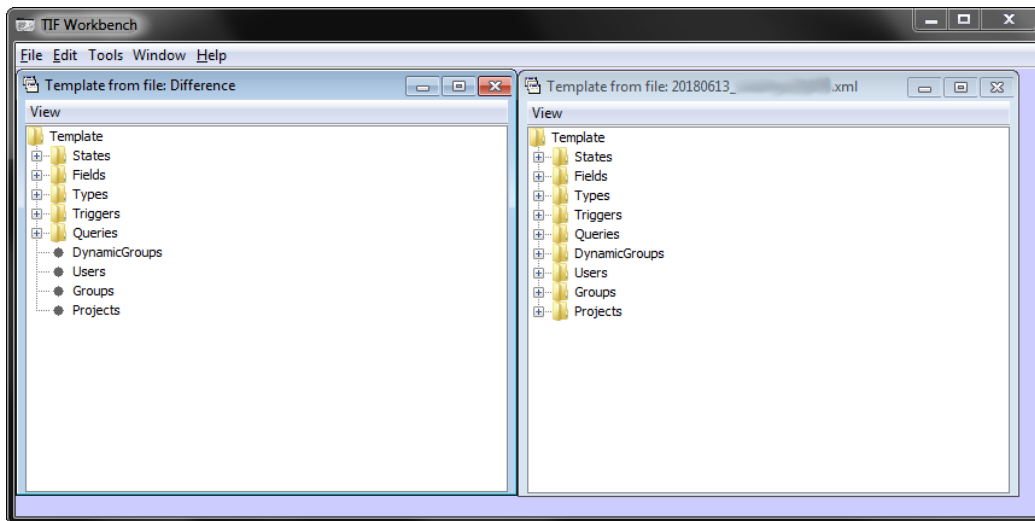 TIF Workbench
File Edit Tools Window Help
Template from file: Difference
View
Template
States
Fields
Types
Triggers
Queries
DynamicGroups
Users
Groups
Projects
Template from file: 20180613_ .xml
View
Template
States
Fields
Types
Triggers
Queries
DynamicGroups
Users
Groups
Projects